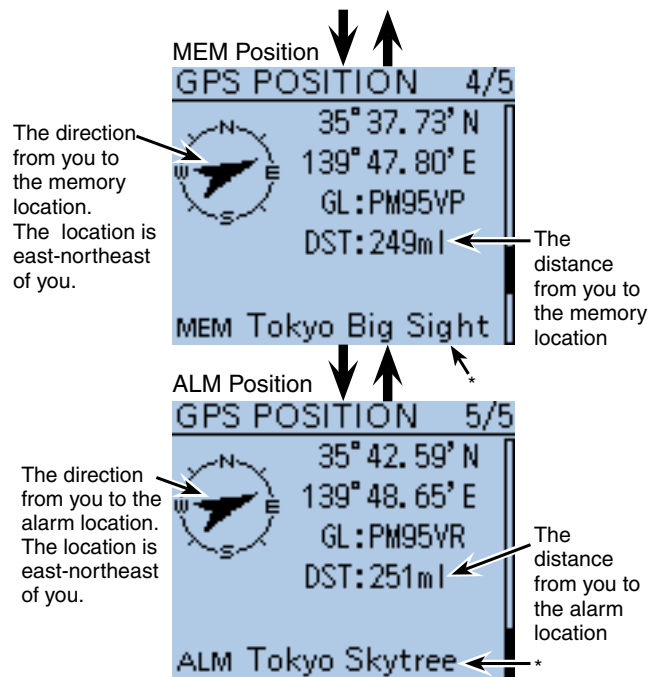 MEM Position
GPS POSITION 4/5
The direction
from you to
the memory
location.
The location is
east-northeast
of you.
N
W E
S
35°37.73'N
139°47.80'E
GL:PM95VP
DST:249ml
The
distance
from you to
the memory
location
MEM Tokyo Big Sight
*
ALM Position
GPS POSITION 5/5
The direction
from you to the
alarm location.
The location is
east-northeast
of you.
N
W E
S
35°42.59'N
139°48.65'E
GL:PM95VR
DST:251ml
The
distance
from you to
the alarm
location
ALM Tokyo Skytree
*